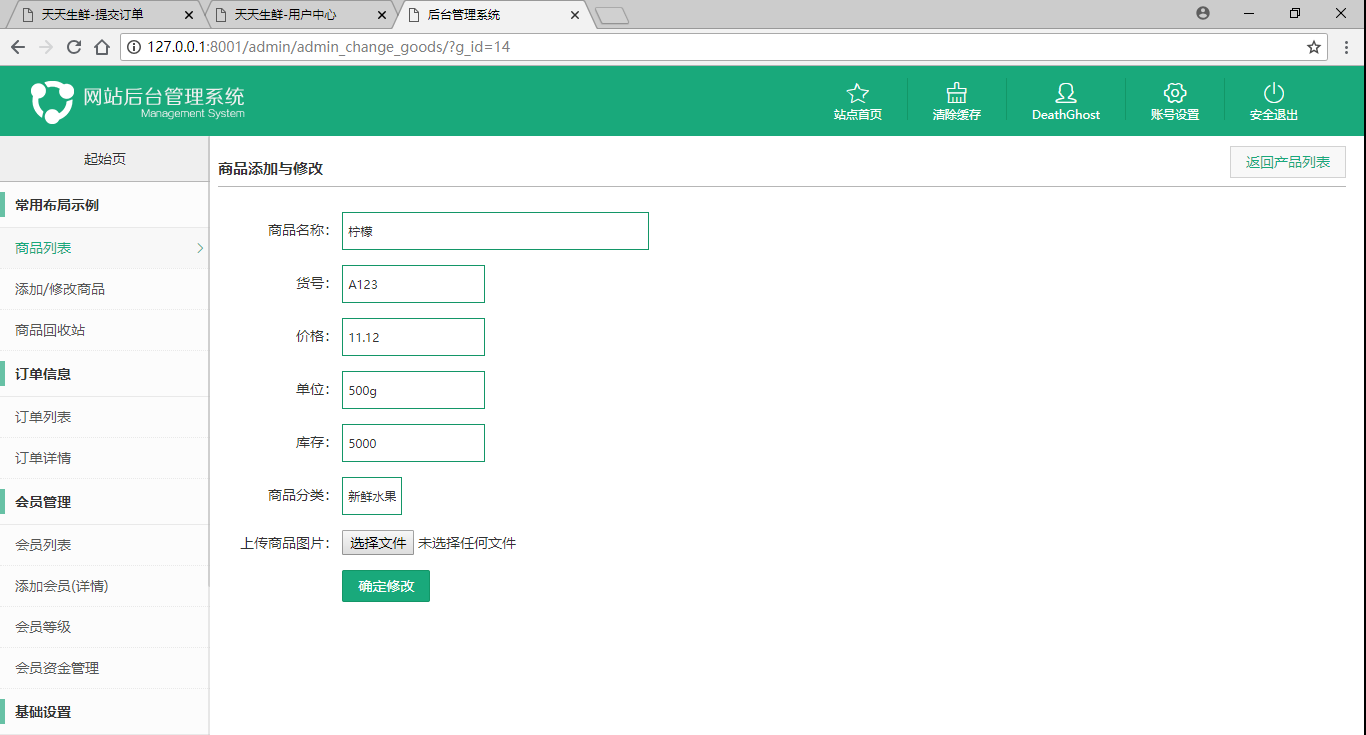 天天生鲜-提交订单
天天生鲜-用户中心
后台管理系统
127.0.0.1:8001/admin/admin_change_goods/?g_id=14
网站后台管理系统
Management System
站点首页
清除缓存
DeathGhost
账号设置
安全退出
起始页
常用布局示例
商品列表
添加/修改商品
商品回收站
订单信息
订单列表
订单详情
会员管理
会员列表
添加会员(详情)
会员等级
会员资金管理
基础设置
商品添加与修改
返回产品列表
商品名称： 柠檬
货号： A123
价格： 11.12
单位： 500g
库存： 5000
商品分类： 新鲜水果
上传商品图片： 选择文件 未选择任何文件
确定修改